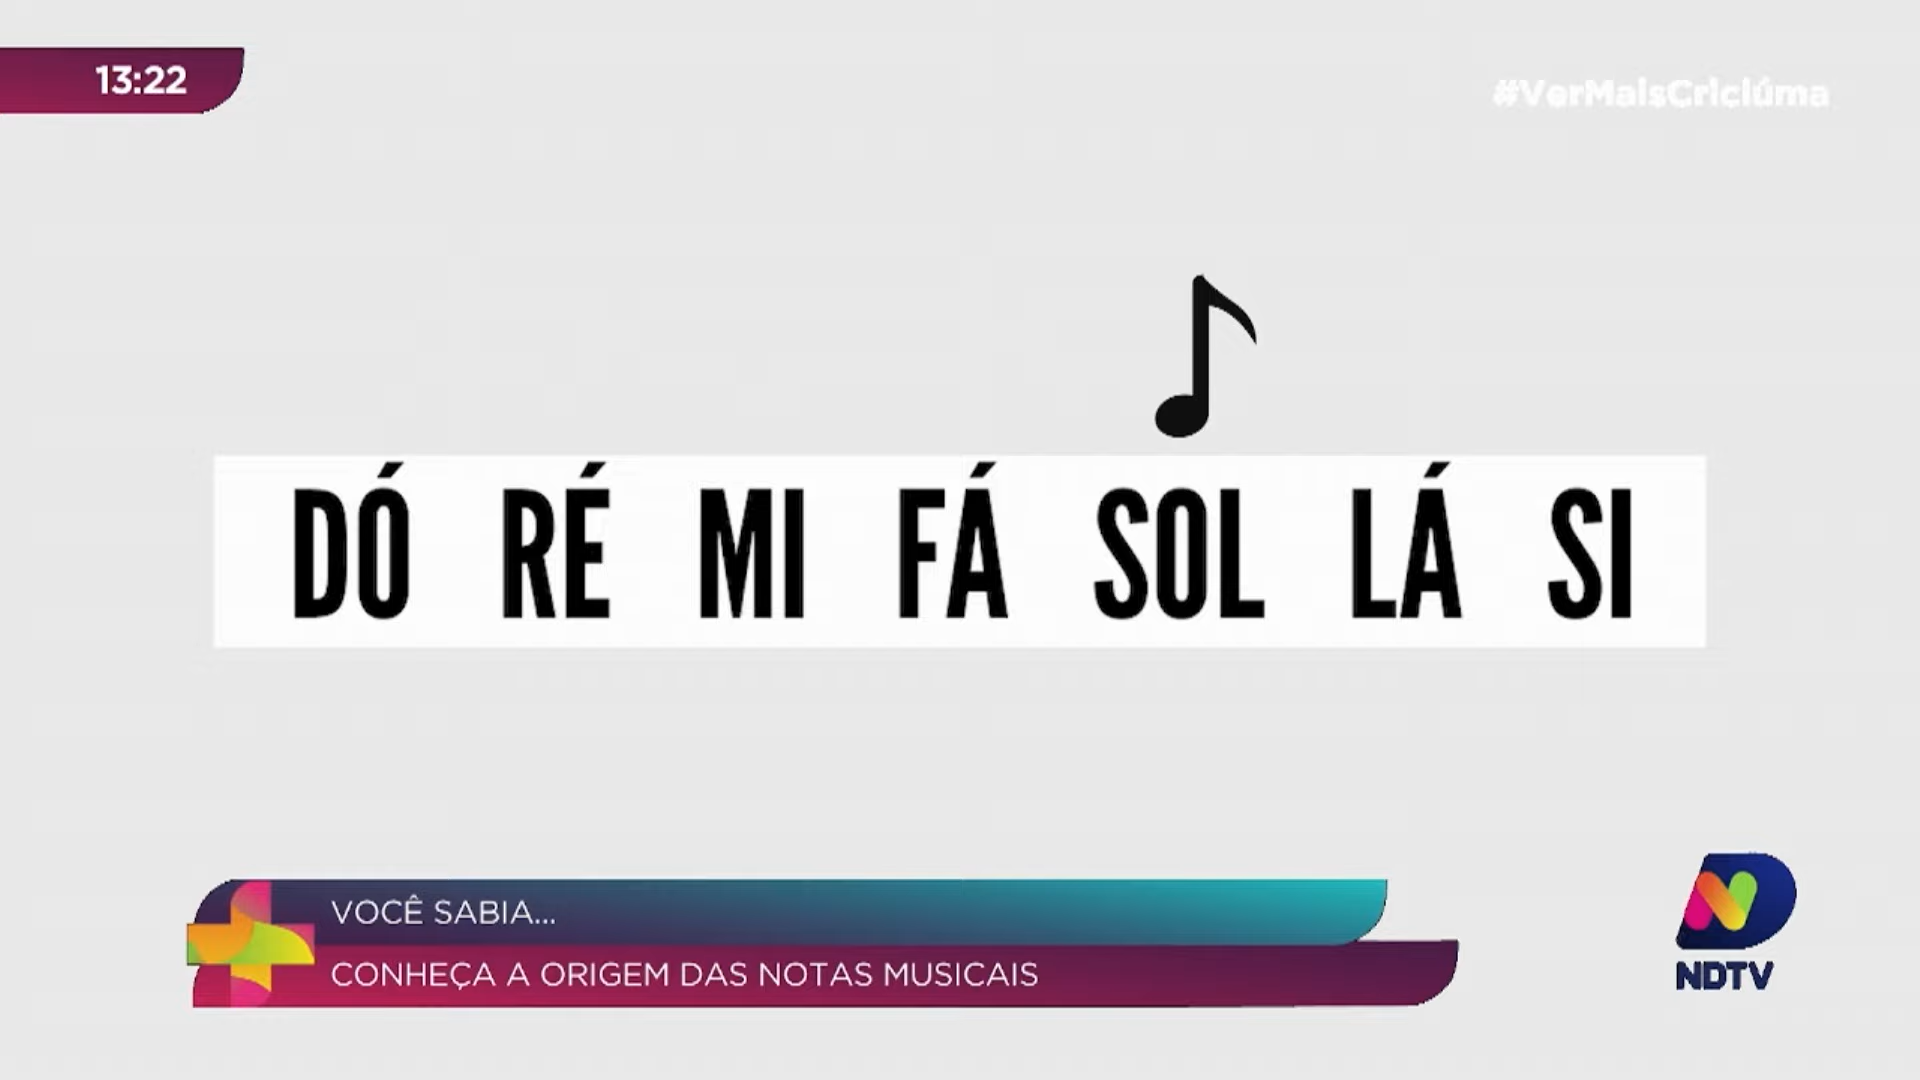 13:22
#VerMaisCriciúma
DÓ RÉ MI FÁ SOL LÁ SI
VOCÊ SABIA...
CONHEÇA A ORIGEM DAS NOTAS MUSICAIS
NDTV